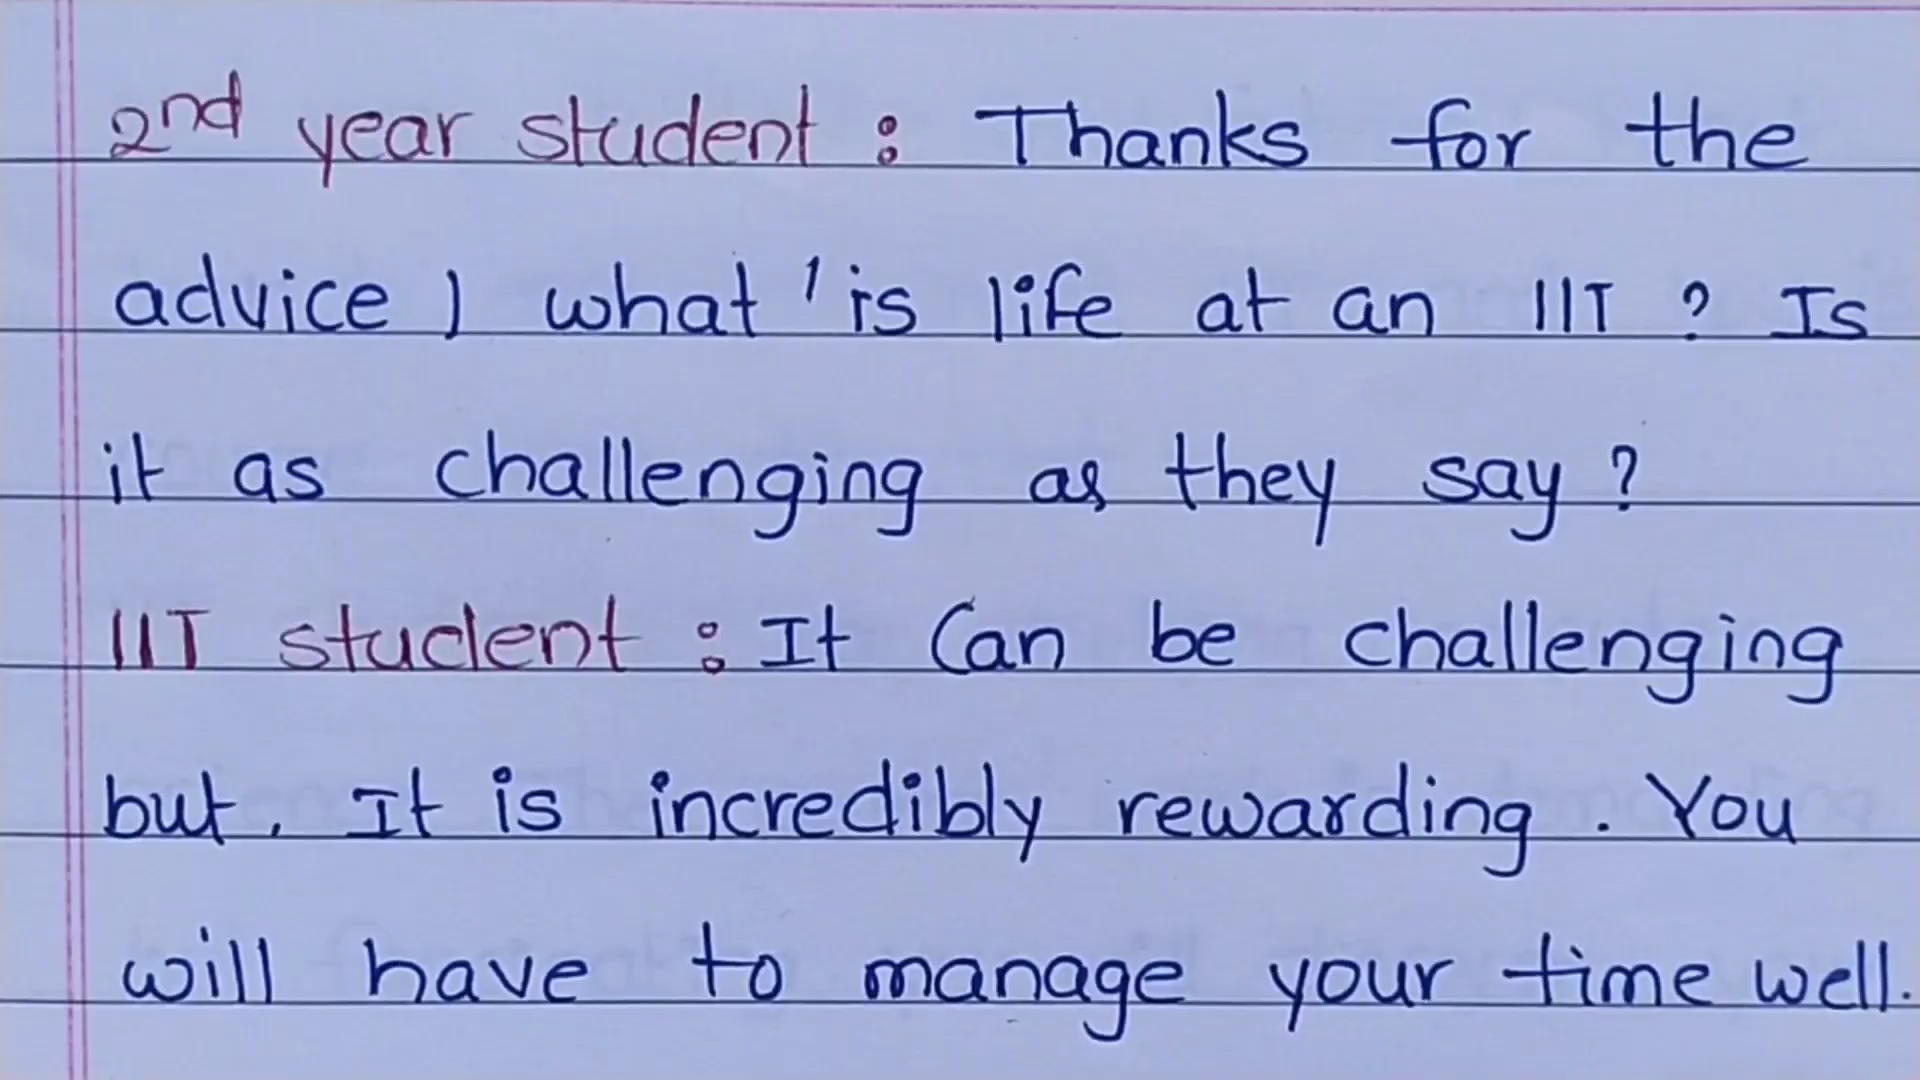 2nd year student : Thanks for the
advice ) what ' is life at an IIT ? Is
it as challenging as they say ?
IIT student : It Can be challenging
but, It is incredibly rewarding . You
will have to manage your time well.